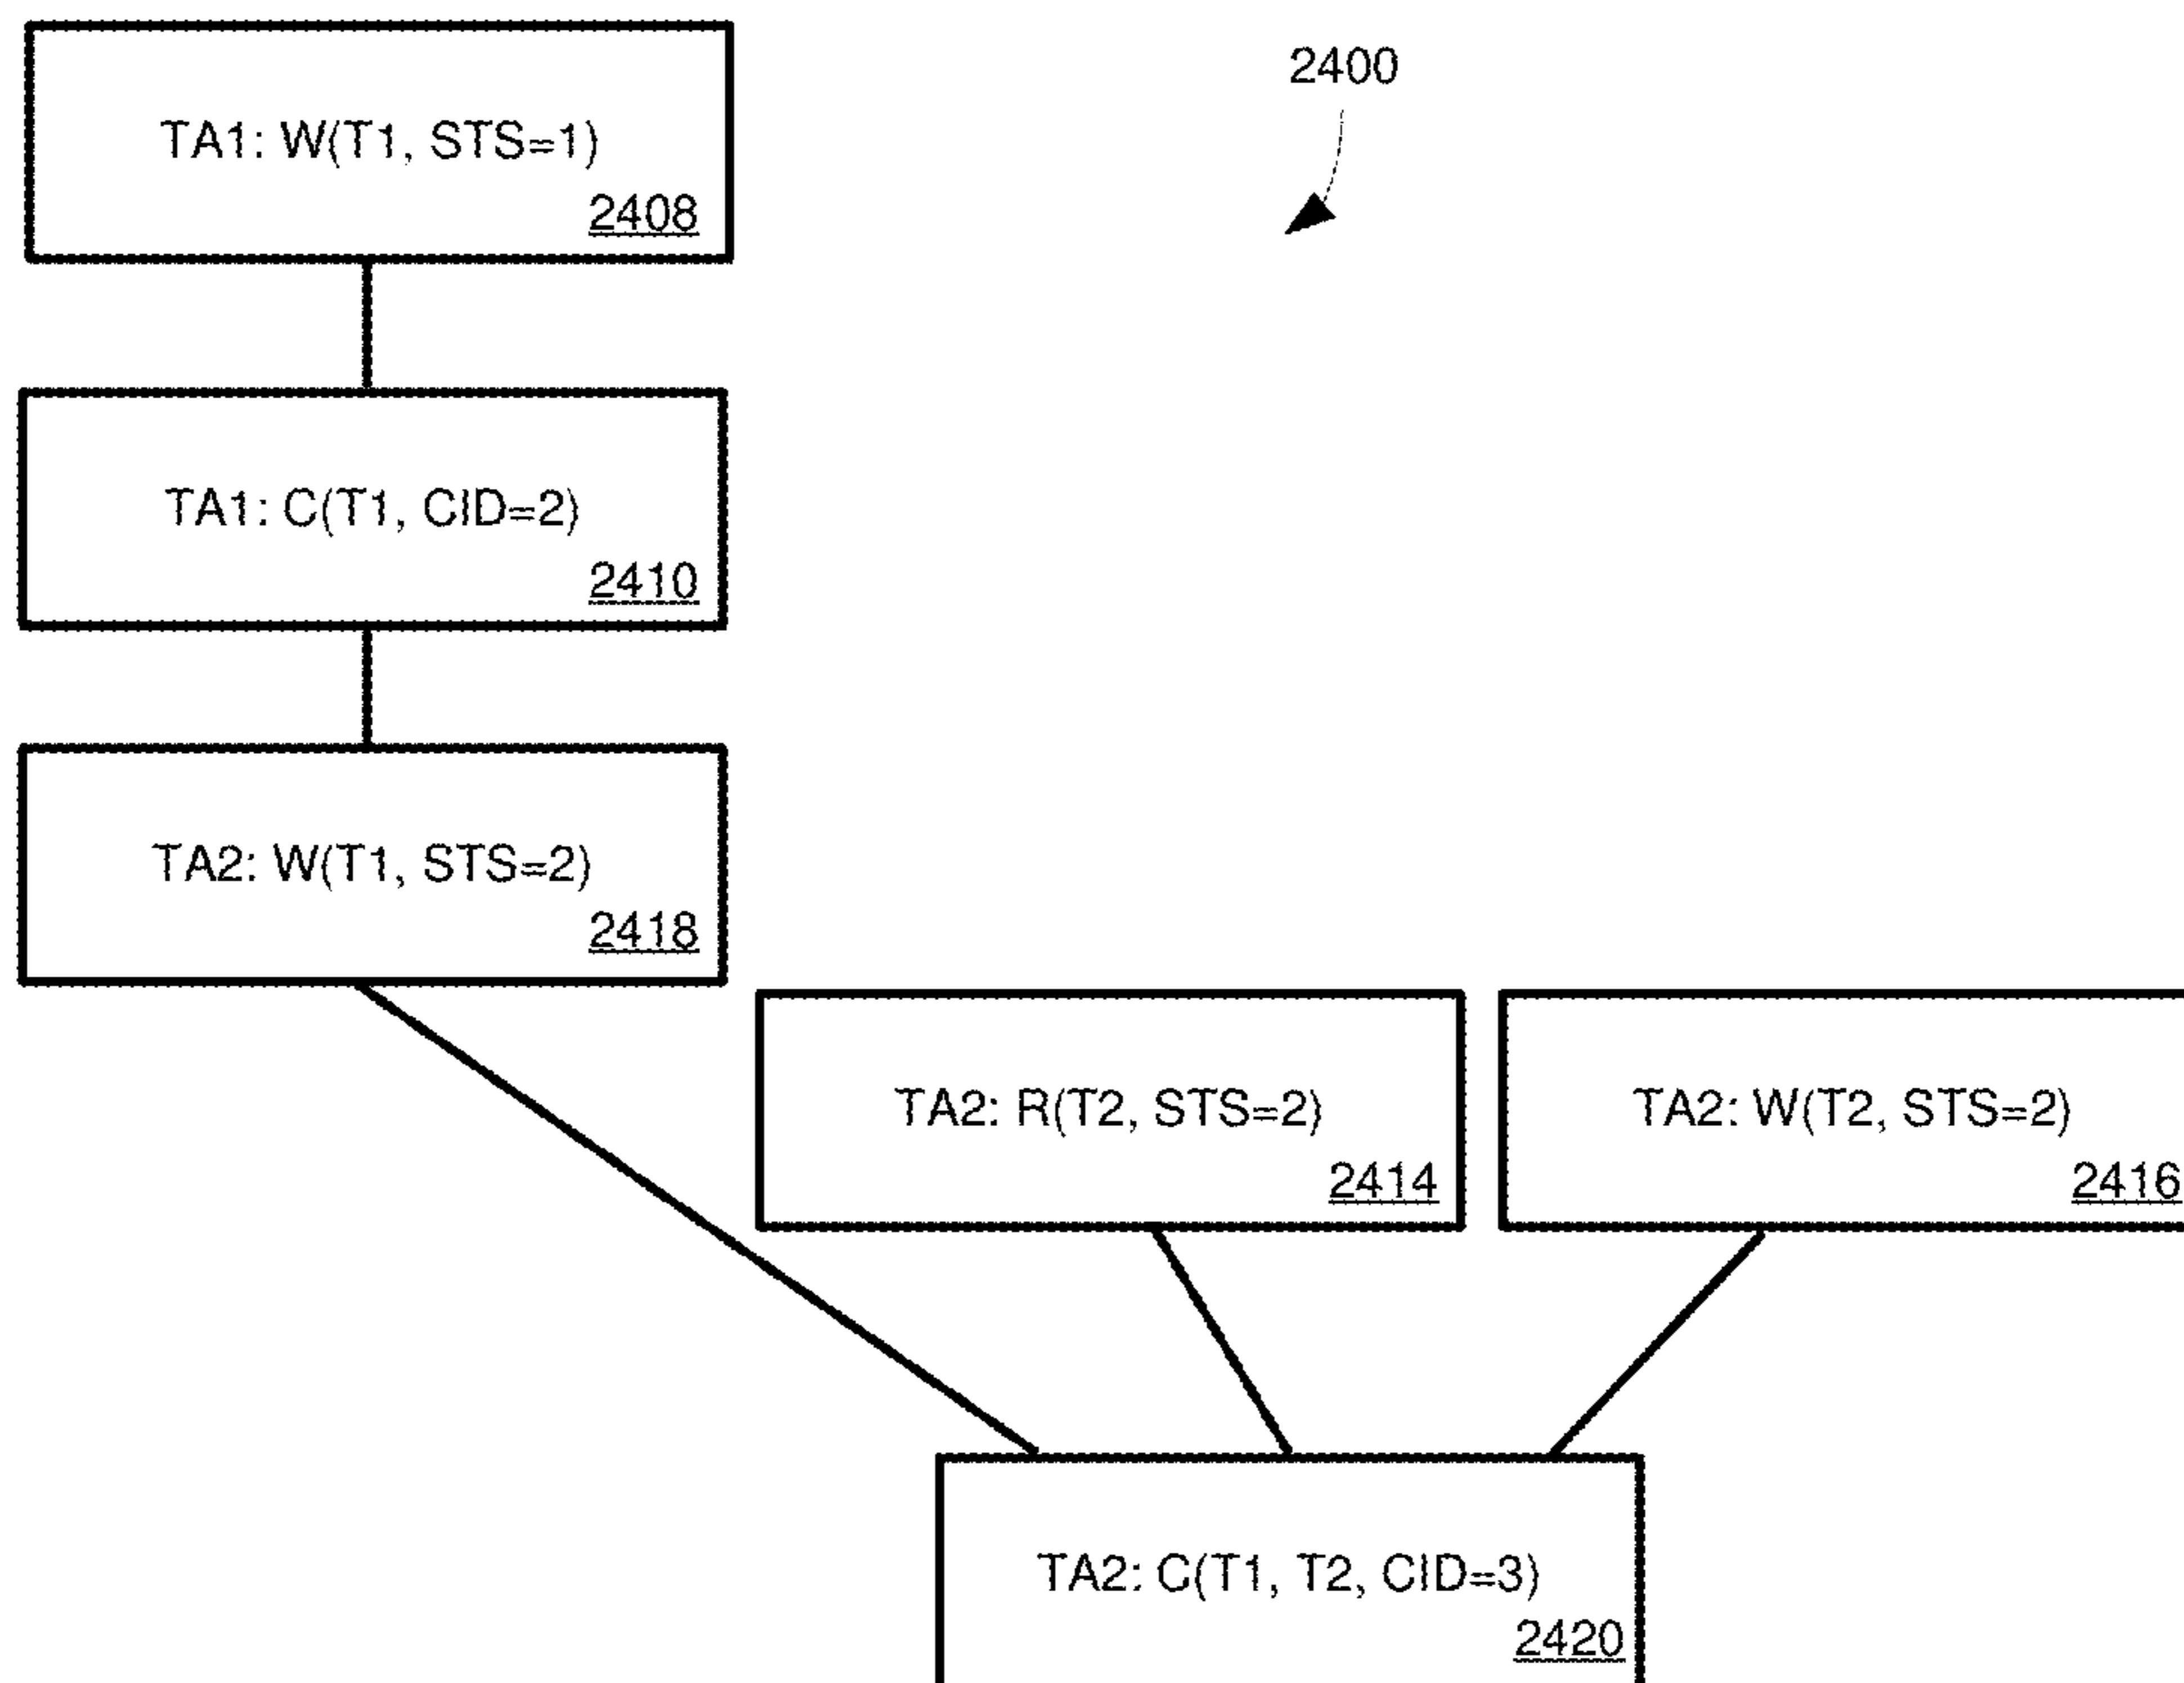 2400
TA1: W(T1, STS=1)
2408
TA1: C(T1, CID=2)
2410
TA2: W(T1, STS=2)
2418
TA2: R(T2, STS=2)
2414
TA2: W(T2, STS=2)
2416
TA2: C(T1, T2, CID=3)
2420